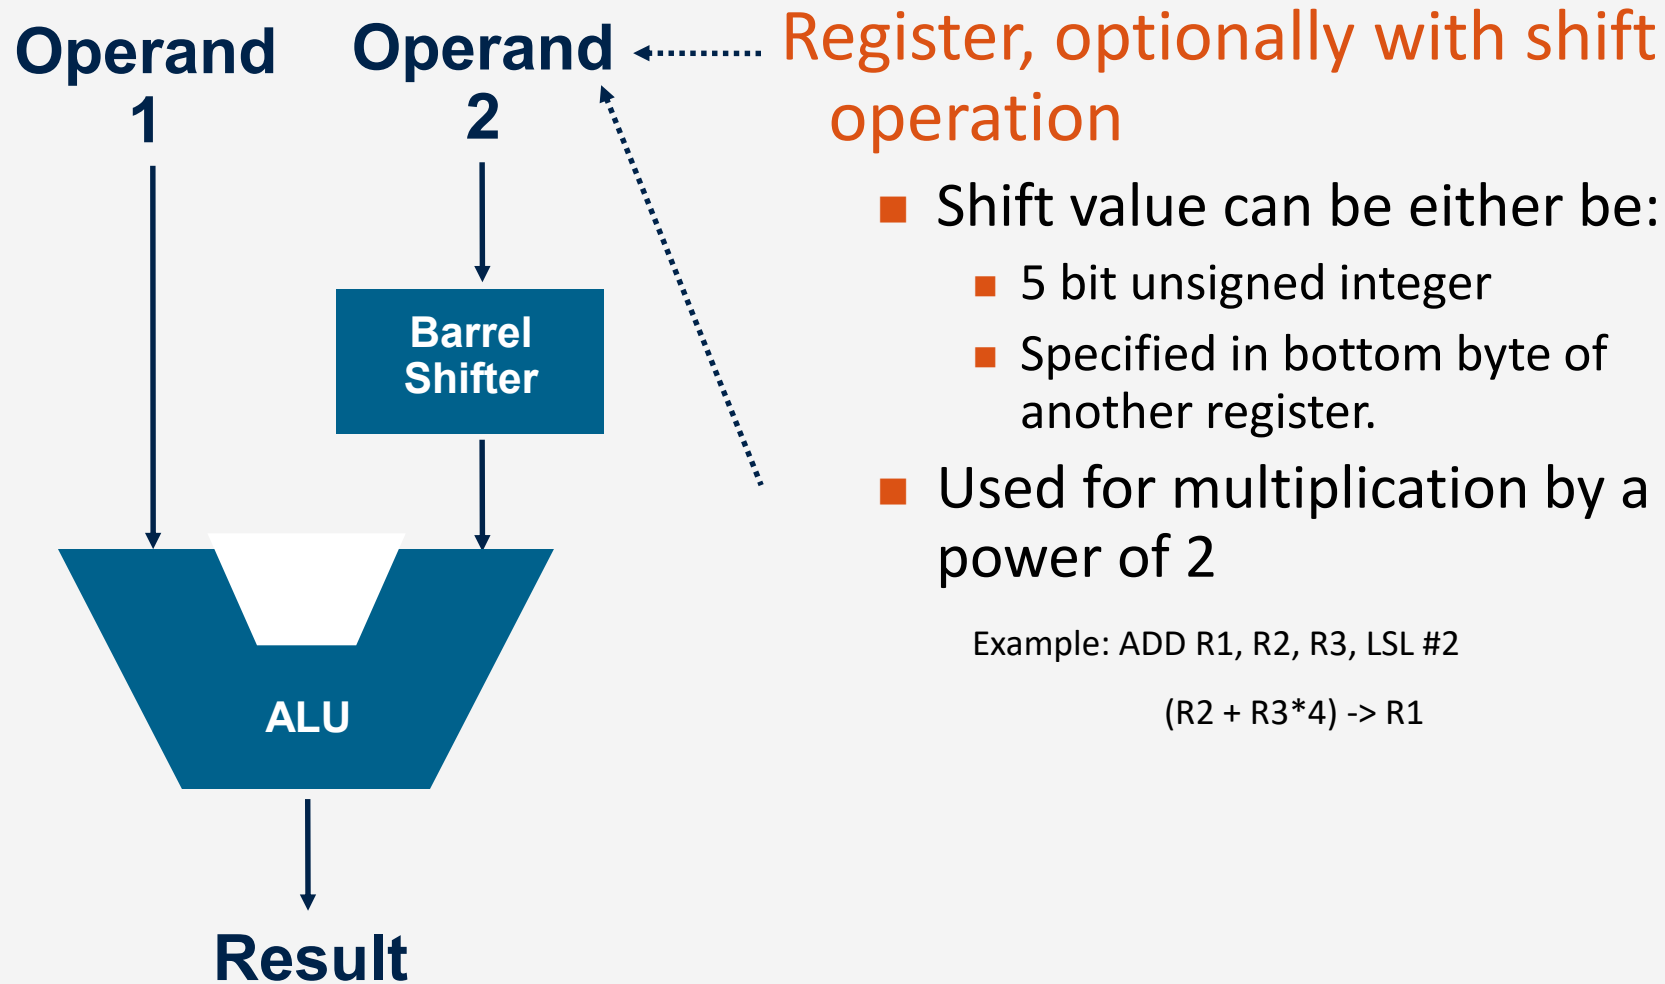 Operand
1
Operand
2
Barrel
Shifter
ALU
Result
Register, optionally with shift
operation
Shift value can be either be:
5 bit unsigned integer
Specified in bottom byte of
another register.
Used for multiplication by a
power of 2
Example: ADD R1, R2, R3, LSL #2
(R2 + R3*4) -> R1